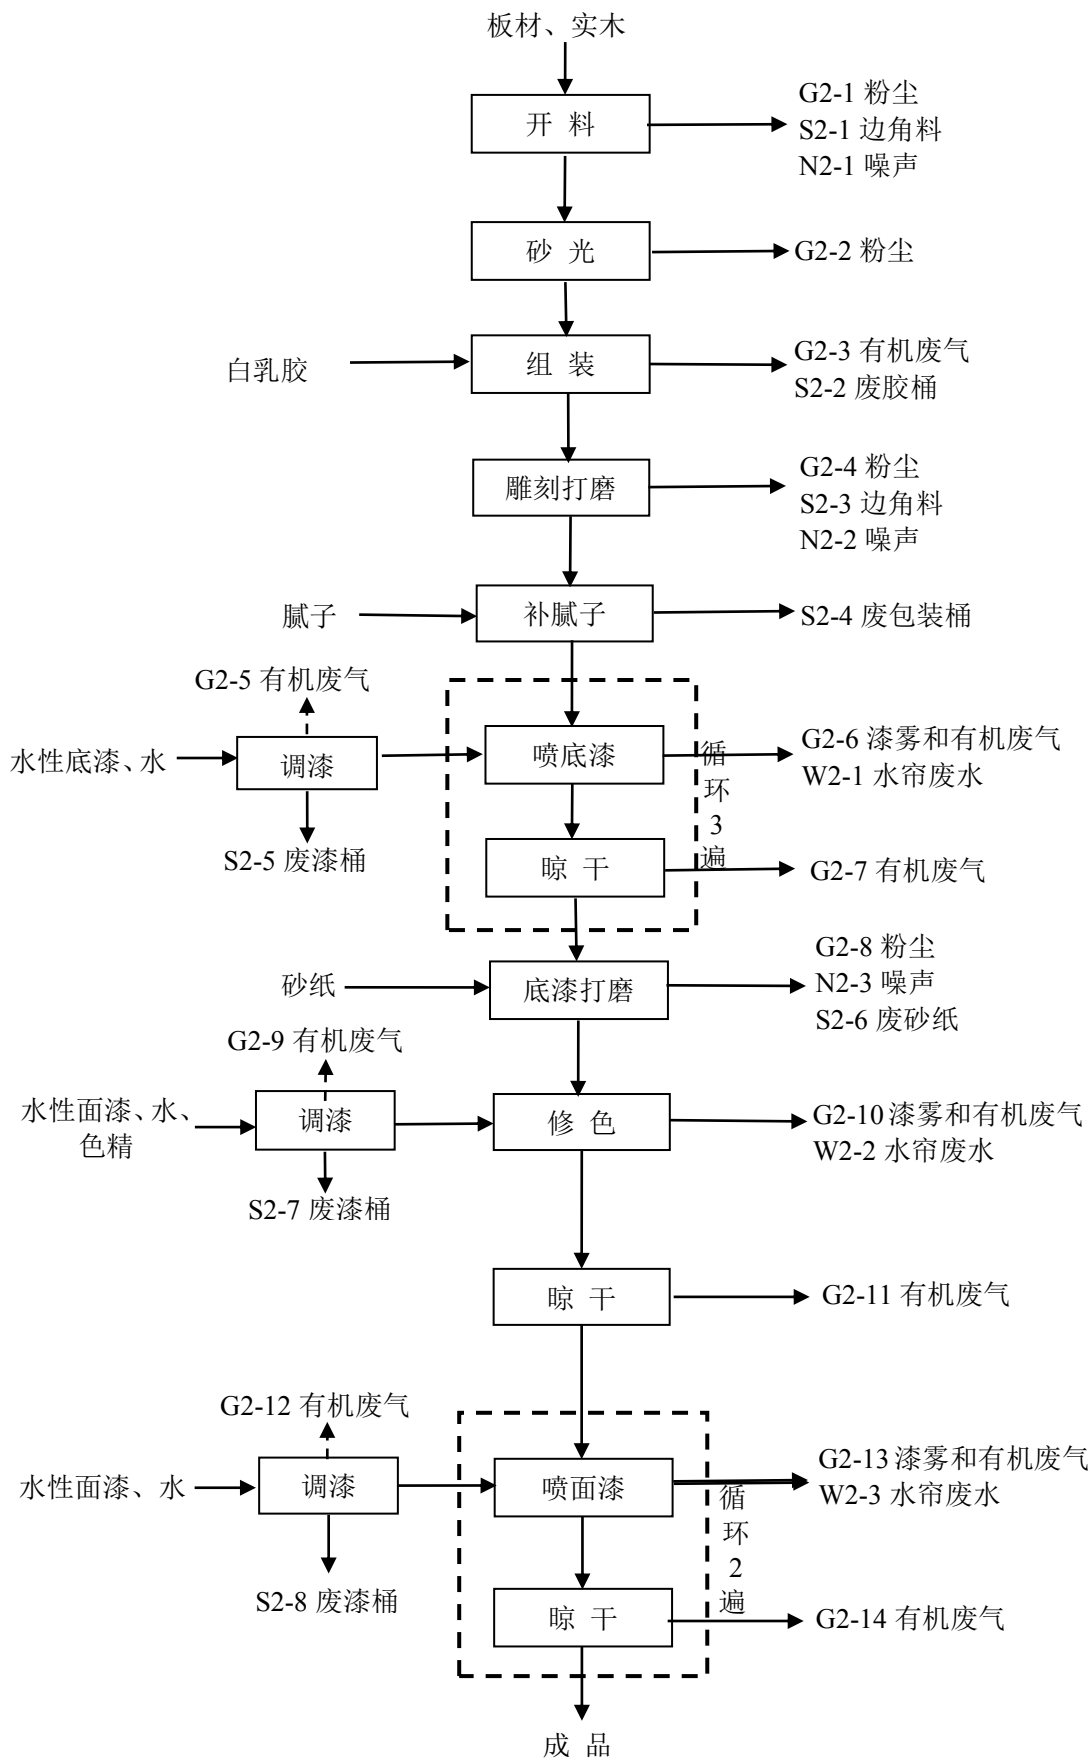 板材、实木
开 料
G2-1 粉尘
S2-1 边角料
N2-1 噪声
砂 光
G2-2 粉尘
白乳胶
组 装
G2-3 有机废气
S2-2 废胶桶
雕刻打磨
G2-4 粉尘
S2-3 边角料
N2-2 噪声
腻子
补腻子
S2-4 废包装桶
G2-5 有机废气
水性底漆、水
调漆
S2-5 废漆桶
喷底漆
循
环
3
遍
G2-6 漆雾和有机废气
W2-1 水帘废水
晾 干
G2-7 有机废气
砂纸
底漆打磨
G2-8 粉尘
N2-3 噪声
S2-6 废砂纸
G2-9 有机废气
水性面漆、水、
色精
调漆
S2-7 废漆桶
修 色
G2-10 漆雾和有机废气
W2-2 水帘废水
晾 干
G2-11 有机废气
G2-12 有机废气
水性面漆、水
调漆
S2-8 废漆桶
喷面漆
循
环
2
遍
G2-13 漆雾和有机废气
W2-3 水帘废水
晾 干
G2-14 有机废气
成 品